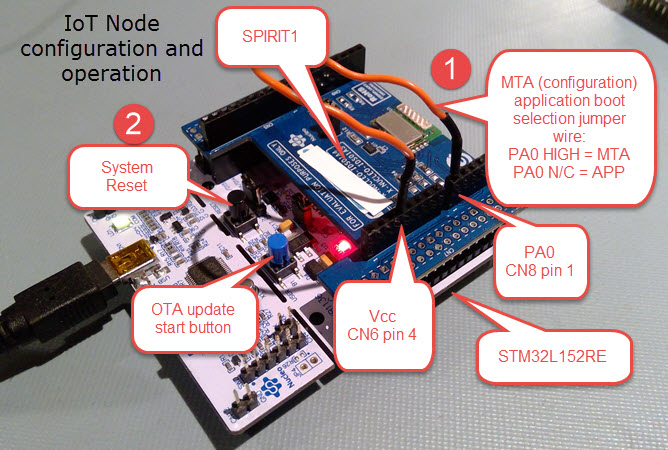 IoT Node
configuration and
operation
SPIRIT1
1
MTA (configuration)
application boot
selection jumper
wire:
PA0 HIGH = MTA
PA0 N/C = APP
2
System
Reset
FOR EVALUATION PURPOSES ONLY
RoHS
OTA update
start button
Vcc
CN6 pin 4
PA0
CN8 pin 1
STM32L152RE
Nucleo